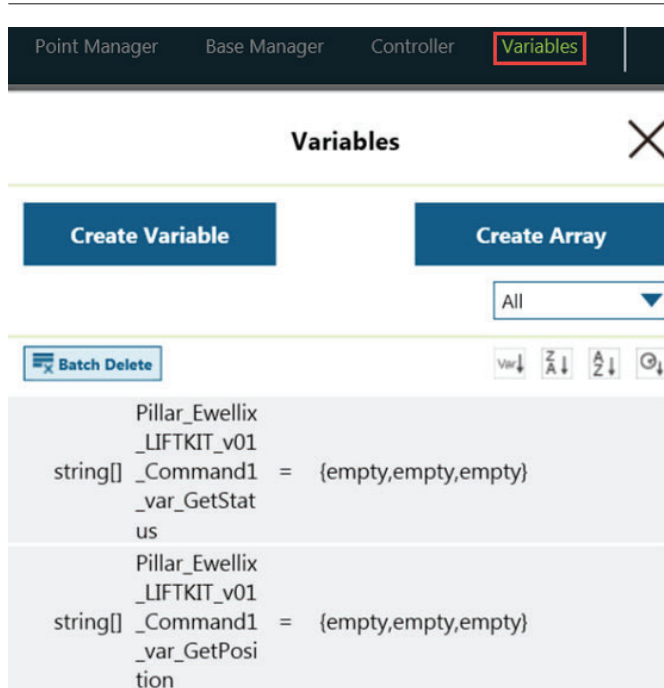 Point Manager Base Manager Controller Variables
Variables
Create Variable Create Array
All
Batch Delete Var Z A A Z
Pillar_Ewellix
_LIFTKIT_v01
string[] _Command1 = {empty,empty,empty}
_var_GetStat
us
Pillar_Ewellix
_LIFTKIT_v01
string[] _Command1 = {empty,empty,empty}
_var_GetPosi
tion